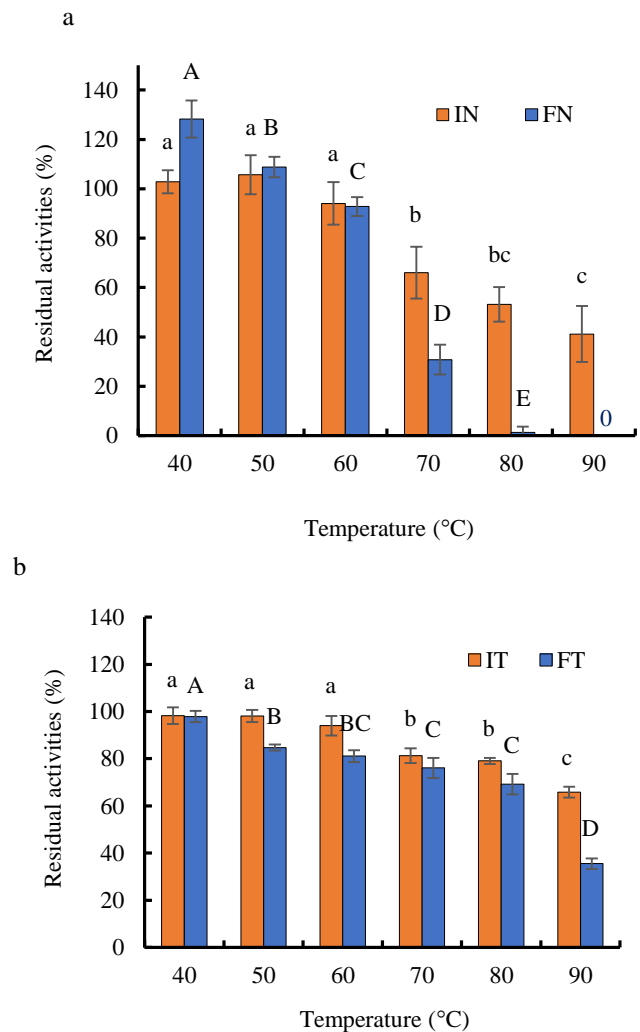 a
A
140
IN FN
120
a B
a
a
C
100
b
80
bc
c
D
60
40
E
20
0
0
40 50 60 70 80 90
Residual activities (%)
Temperature (°C)
b
140
IT FT
120
a A a a
100
B BC b C b C c
80
60
D
40
20
0
40 50 60 70 80 90
Residual activities (%)
Temperature (°C)